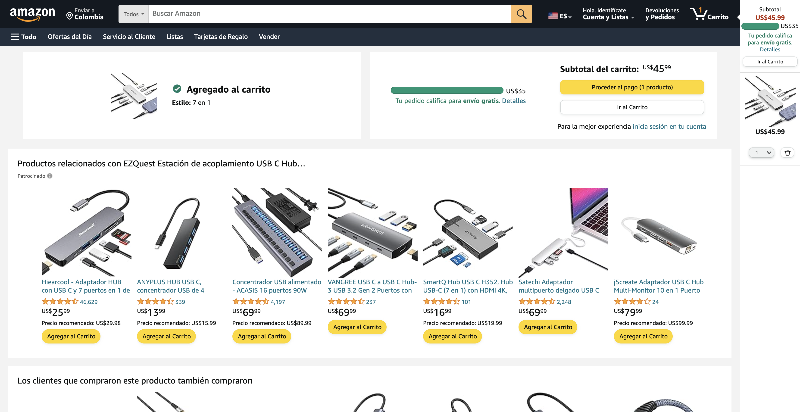 amazon
Enviar a
Colombia
Todos
Buscar Amazon
ES
Hola, Identifícate
Cuenta y Listas
Devoluciones
y Pedidos
1
Carrito
Todo
Ofertas del Día
Servicio al Cliente
Listas
Tarjetas de Regalo
Vender
Agregado al carrito
Estilo: 7 en 1
US$35
Tu pedido califica para envío gratis. Detalles
Subtotal del carrito: US$45.99
Proceder al pago (1 producto)
Ir al Carrito
Para la mejor experiencia inicia sesión en tu cuenta
Productos relacionados con EZQuest Estación de acoplamiento USB C Hub…
Patrocinado
Hiearcool - Adaptador HUB
con USB C y 7 puertos en 1 de
46,620
US$25.99
Precio recomendado: US$29.98
Agregar al Carrito
ANYPLUS HUB USB C,
concentrador USB de 4
539
US$13.99
Precio recomendado: US$15.99
Agregar al Carrito
Concentrador USB alimentado
- ACASIS 16 puertos 90W
4,197
US$69.99
Precio recomendado: US$89.99
Agregar al Carrito
VANGREE USB C a USB C Hub-
3 USB 3.2 Gen 2 Puertos con
257
US$69.99
Agregar al Carrito
SmartQ Hub USB C H352, Hub
USB-C (7 en 1) con HDMI 4K,
101
US$16.99
Precio recomendado: US$19.99
Agregar al Carrito
Satechi Adaptador
multipuerto delgado USB C
2,348
US$69.99
Agregar al Carrito
j5create Adaptador USB C Hub
Multi-Monitor 10 en 1 Puerto
24
US$79.99
Precio recomendado: US$99.99
Agregar al Carrito
Los clientes que compraron este producto también compraron
Subtotal
US$45.99
US$35
Tu pedido califica
para envío gratis.
Detalles
Ir al Carrito
US$45.99
1